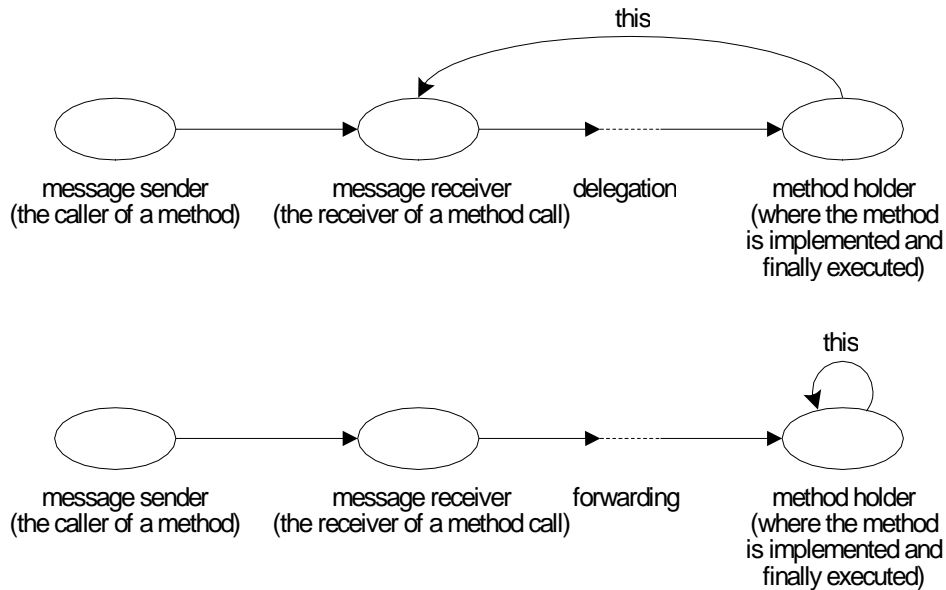 this
message sender
(the caller of a method)
message receiver
(the receiver of a method call)
delegation
method holder
(where the method
is implemented and
finally executed)
this
message sender
(the caller of a method)
message receiver
(the receiver of a method call)
forwarding
method holder
(where the method
is implemented and
finally executed)